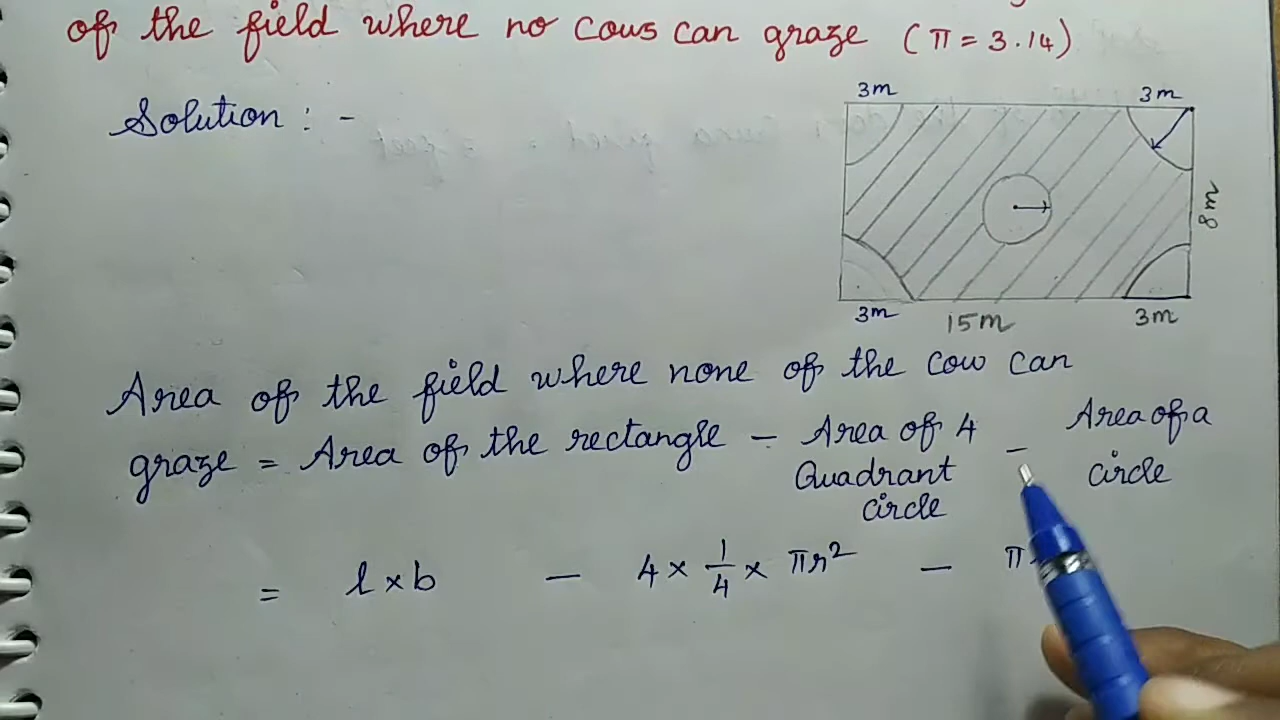 of the field where no cows can graze (π = 3.14)
Solution : -
3m
3m
8m
3m
15m
3m
Area of the field where none of the cow can
graze = Area of the rectangle - Area of 4 Quadrant circle - Area of a circle
= l × b - 4 × 1/4 × πr² - π